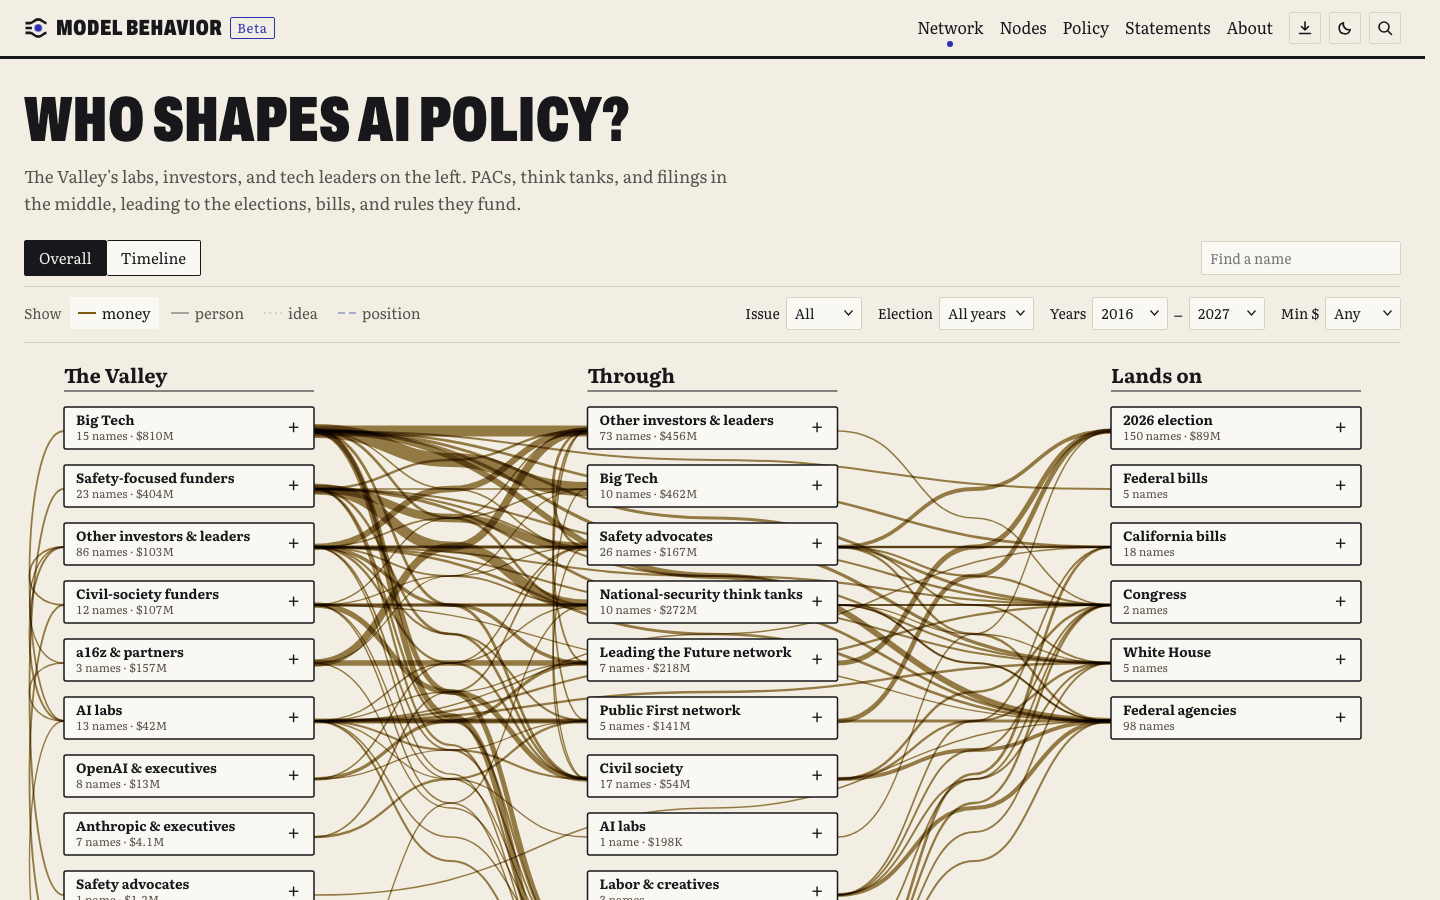 MODEL BEHAVIOR Beta
Network Nodes Policy Statements About
WHO SHAPES AI POLICY?
The Valley's labs, investors, and tech leaders on the left. PACs, think tanks, and filings in
the middle, leading to the elections, bills, and rules they fund.
Overall Timeline
Find a name
Show money person idea position
Issue All Election All years Years 2016 – 2027 Min $ Any
The Valley
Big Tech +
15 names · $810M
Safety-focused funders +
23 names · $404M
Other investors & leaders +
86 names · $103M
Civil-society funders +
12 names · $107M
a16z & partners +
3 names · $157M
AI labs +
13 names · $42M
OpenAI & executives +
8 names · $13M
Anthropic & executives +
7 names · $4.1M
Safety advocates +
1 name · $1.2M
Through
Other investors & leaders +
73 names · $456M
Big Tech +
10 names · $462M
Safety advocates +
26 names · $167M
National-security think tanks +
10 names · $272M
Leading the Future network +
7 names · $218M
Public First network +
5 names · $141M
Civil society +
17 names · $54M
AI labs +
1 name · $198K
Labor & creatives +
3 names
Lands on
2026 election +
150 names · $89M
Federal bills +
5 names
California bills +
18 names
Congress +
2 names
White House +
5 names
Federal agencies +
98 names